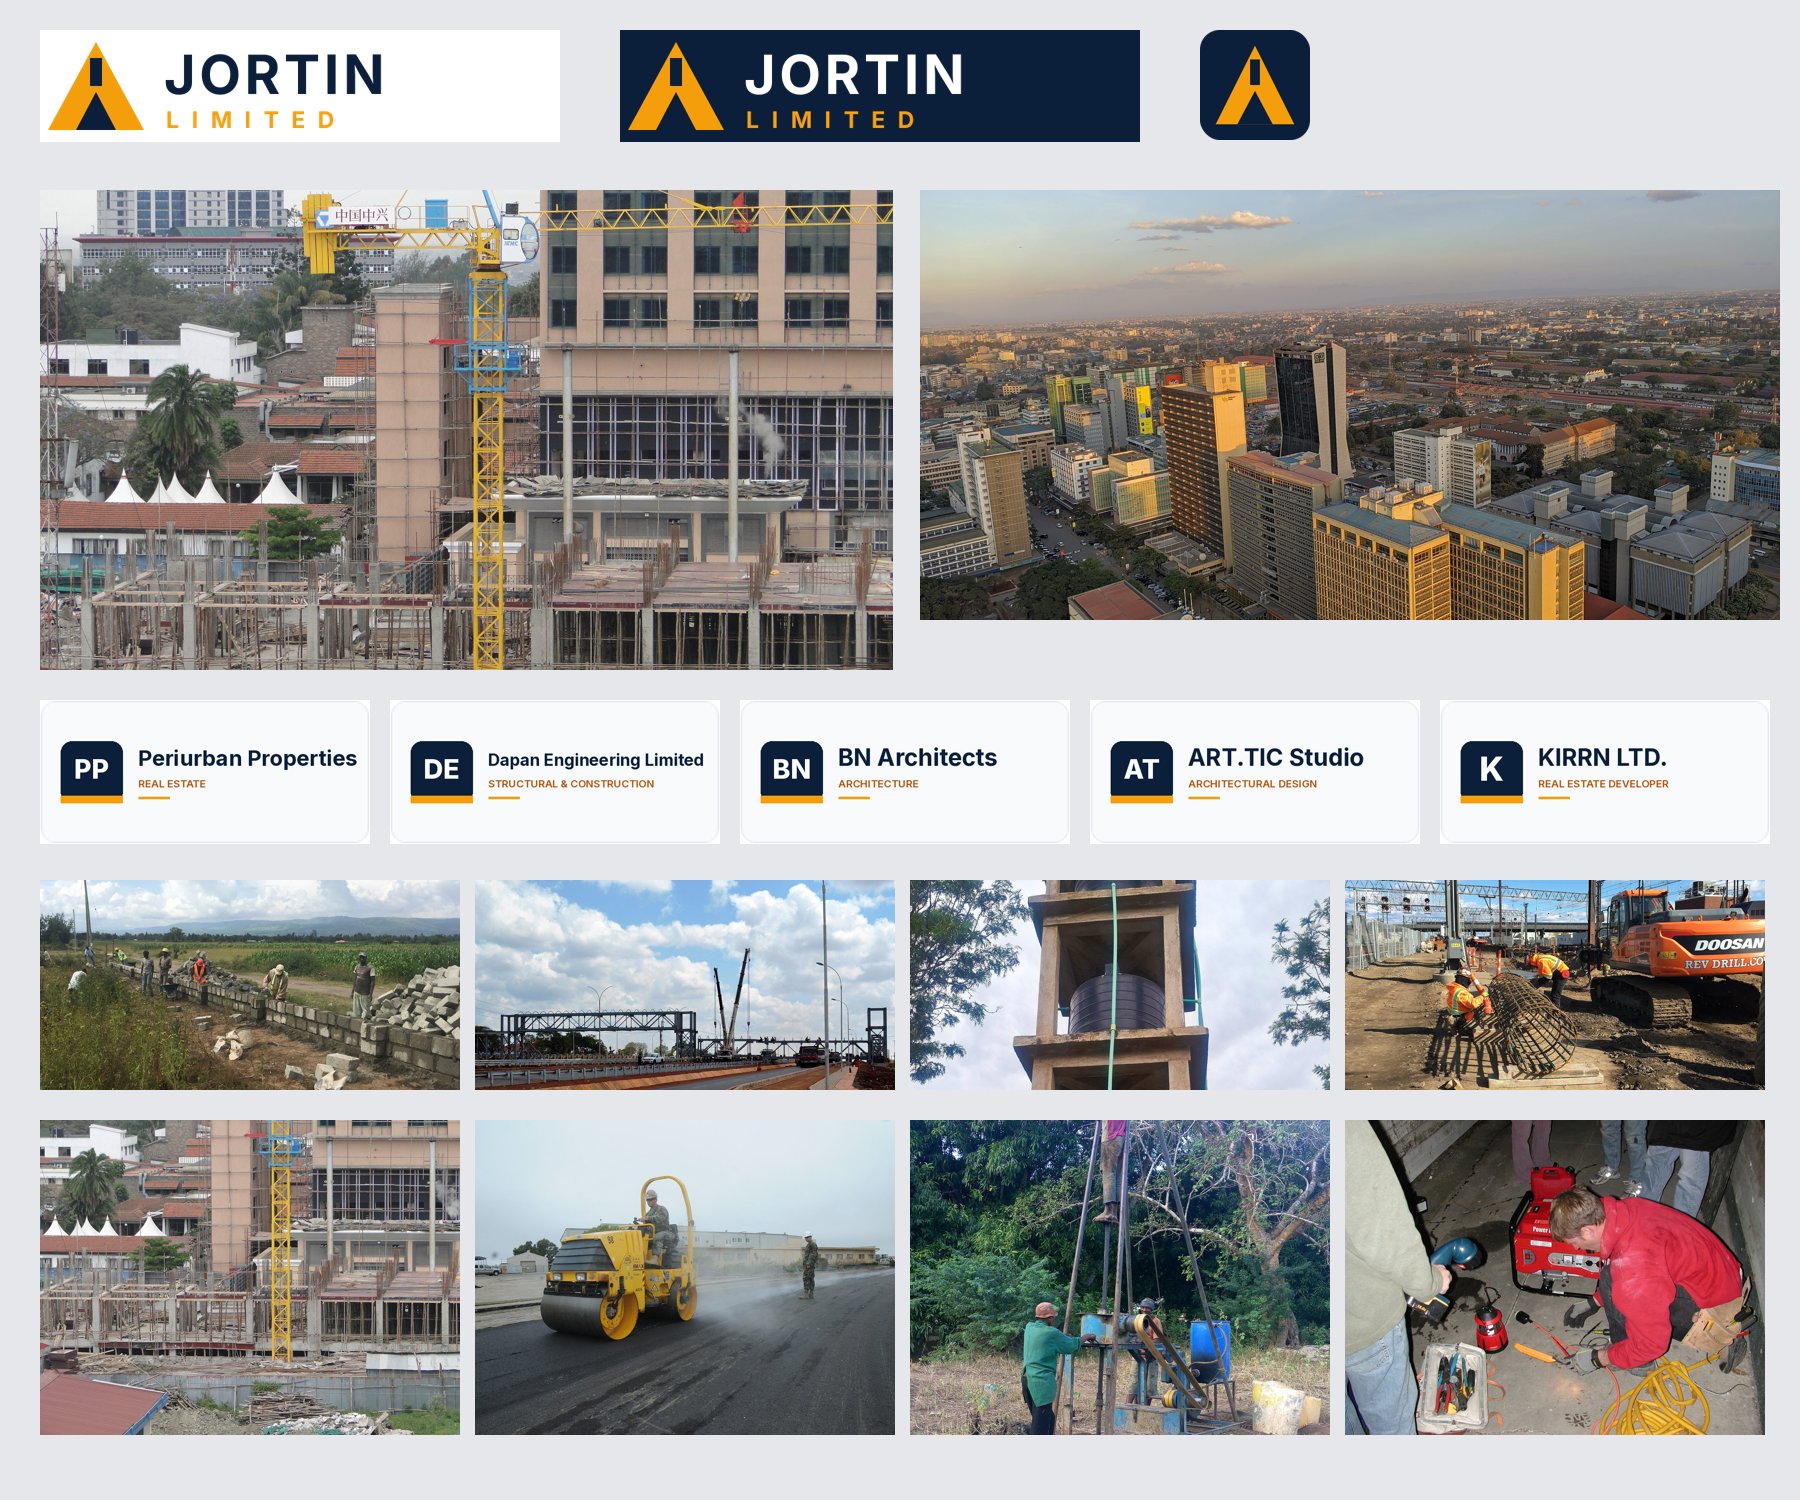 JORTIN
LIMITED
JORTIN
LIMITED
中国中兴
PP
Periurban Properties
REAL ESTATE
DE
Dapan Engineering Limited
STRUCTURAL & CONSTRUCTION
BN
BN Architects
ARCHITECTURE
AT
ART.TIC Studio
ARCHITECTURAL DESIGN
K
KIRRN LTD.
REAL ESTATE DEVELOPER
DOOSAN
REV DRILL.CO
98
Power